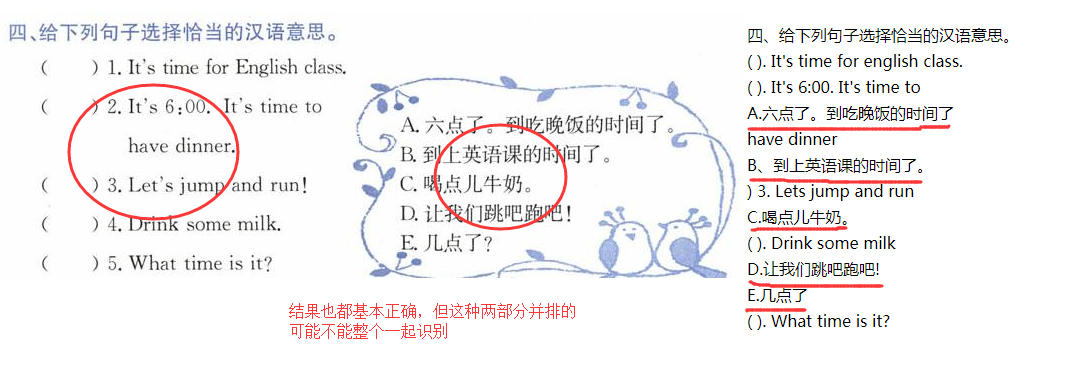 四、给下列句子选择恰当的汉语意思。
( ) 1. It's time for English class.
( ) 2. It's 6:00. It's time to
have dinner.
( ) 3. Let's jump and run!
( ) 4. Drink some milk.
( ) 5. What time is it?
A. 六点了。到吃晚饭的时间了。
B. 到上英语课的时间了。
C. 喝点儿牛奶。
D. 让我们跳吧跑吧!
E. 几点了?
结果也都基本正确，但这种两部分并排的
可能不能整个一起识别
四、给下列句子选择恰当的汉语意思。
( ). It's time for english class.
( ). It's 6:00. It's time to
A.六点了。到吃晚饭的时间了
have dinner
B、到上英语课的时间了。
) 3. Lets jump and run
C.喝点儿牛奶。
( ). Drink some milk
D.让我们跳吧跑吧!
E.几点了
( ). What time is it?